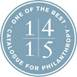 ONE OF THE BEST
14
15
CATALOGUE FOR PHILANTHROPY